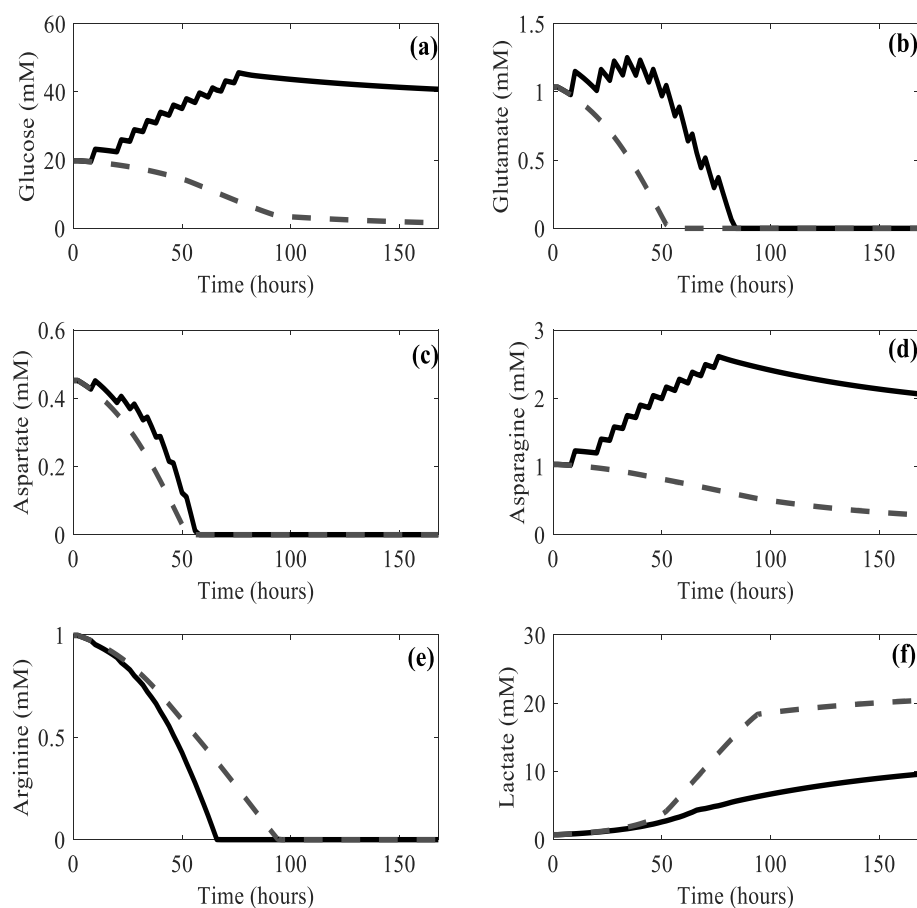 (a)
Glucose (mM)
60
40
20
0
0 50 100 150
Time (hours)
(b)
Glutamate (mM)
1.5
1
0.5
0
0 50 100 150
Time (hours)
(c)
Aspartate (mM)
0.6
0.4
0.2
0
0 50 100 150
Time (hours)
(d)
Asparagine (mM)
3
2
1
0
0 50 100 150
Time (hours)
(e)
Arginine (mM)
1
0.5
0
0 50 100 150
Time (hours)
(f)
Lactate (mM)
30
20
10
0
0 50 100 150
Time (hours)